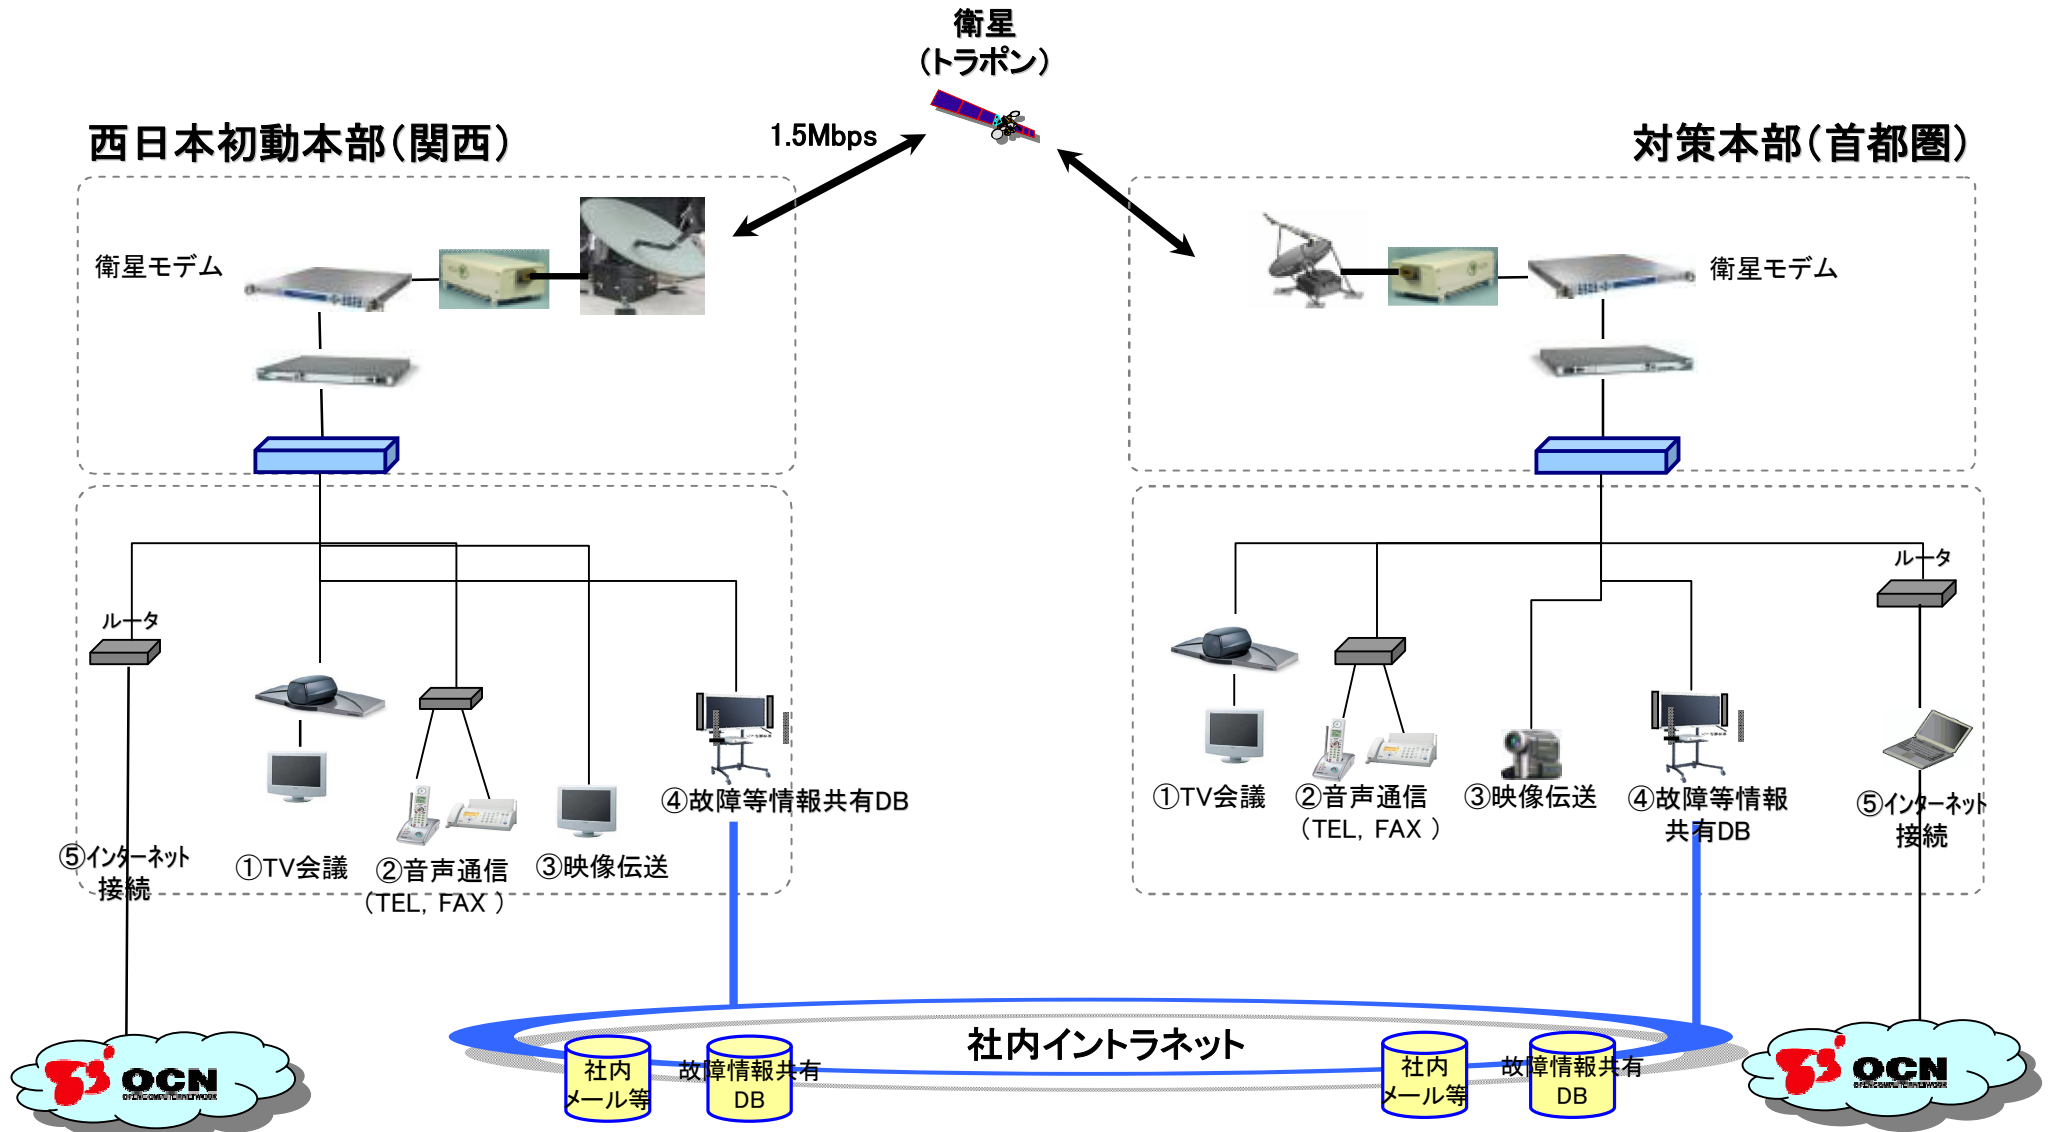 衛星
（トラポン）
1.5Mbps
西日本初動本部（関西）
対策本部（首都圏）
衛星モデム
衛星モデム
ルータ
ルータ
④故障等情報共有DB
①TV会議
②音声通信
（TEL, FAX ）
③映像伝送
⑤インターネット
接続
①TV会議
②音声通信
（TEL, FAX ）
③映像伝送
④故障等情報
共有DB
⑤インターネット
接続
社内イントラネット
社内
メール等
故障情報共有
DB
社内
メール等
故障情報共有
DB
OCN
OPEN COMPUTER NETWORK
OCN
OPEN COMPUTER NETWORK